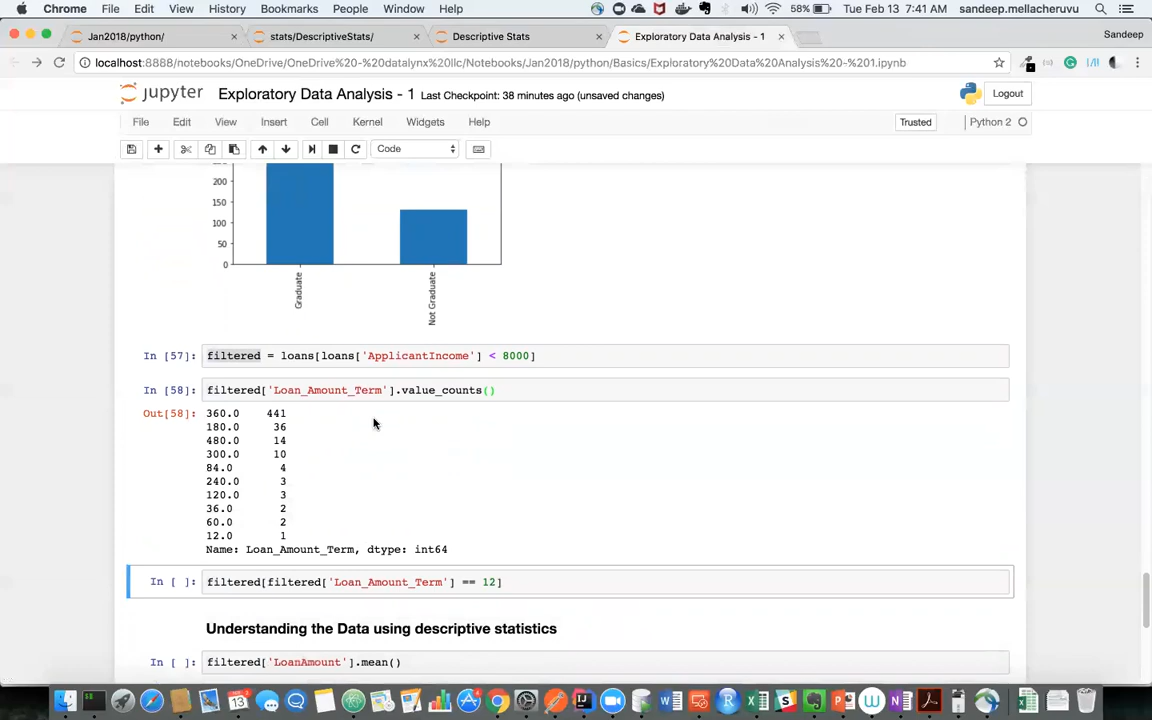 Chrome File Edit View History Bookmarks People Window Help 58% Tue Feb 13 7:41 AM sandeep.mellacheruvu
Jan2018/python/ stats/DescriptiveStats/ Descriptive Stats Exploratory Data Analysis - 1 Sandeep
localhost:8888/notebooks/OneDrive/OneDrive%20-%20datalynx%20llc/Notebooks/Jan2018/python/Basics/Exploratory%20Data%20Analysis%20-%201.ipynb
jupyter Exploratory Data Analysis - 1 Last Checkpoint: 38 minutes ago (unsaved changes) Logout
File Edit View Insert Cell Kernel Widgets Help Trusted Python 2
Code
200
150
100
50
0
Graduate
Not Graduate
In [57]: filtered = loans[loans['ApplicantIncome'] < 8000]
In [58]: filtered['Loan_Amount_Term'].value_counts()
Out[58]: 360.0 441
180.0 36
480.0 14
300.0 10
84.0 4
240.0 3
120.0 3
36.0 2
60.0 2
12.0 1
Name: Loan_Amount_Term, dtype: int64
In [ ]: filtered[filtered['Loan_Amount_Term'] == 12]
Understanding the Data using descriptive statistics
In [ ]: filtered['LoanAmount'].mean()